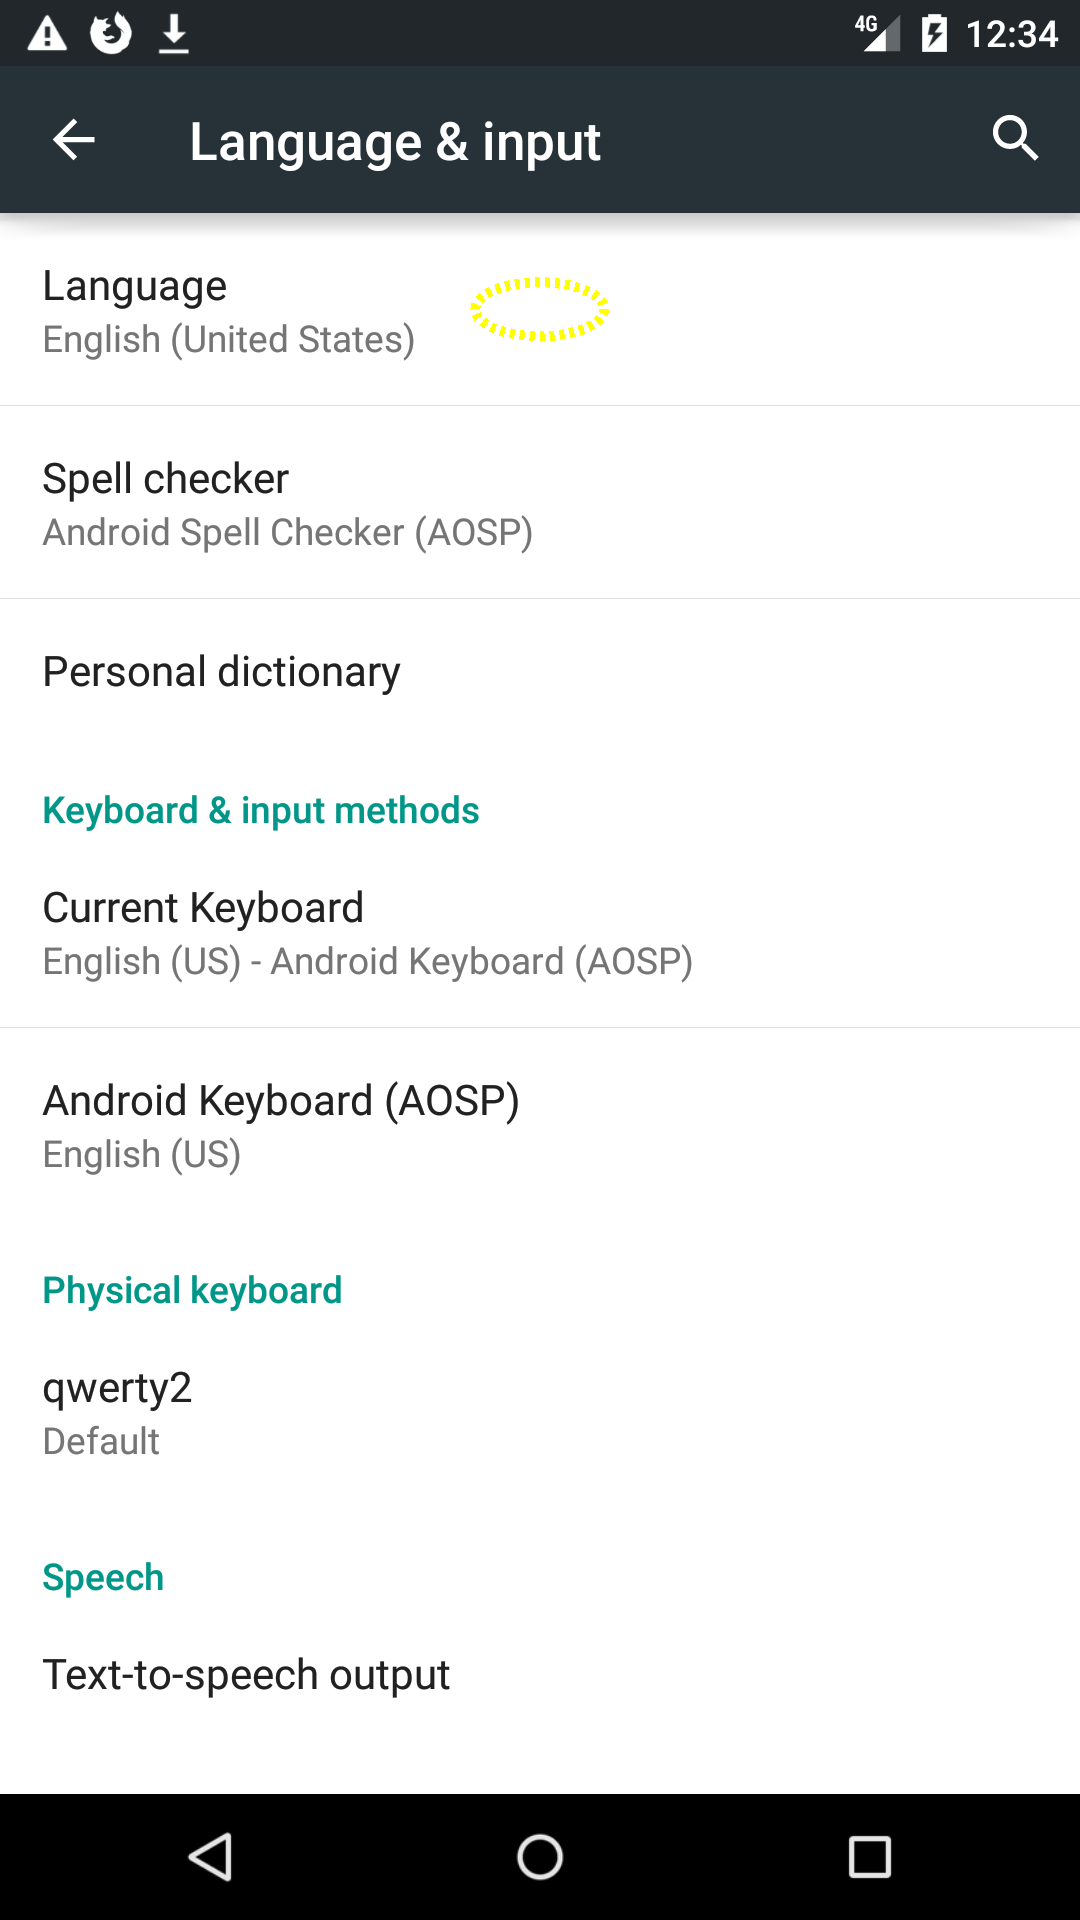 4G 12:34
Language & input
Language
English (United States)
Spell checker
Android Spell Checker (AOSP)
Personal dictionary
Keyboard & input methods
Current Keyboard
English (US) - Android Keyboard (AOSP)
Android Keyboard (AOSP)
English (US)
Physical keyboard
qwerty2
Default
Speech
Text-to-speech output